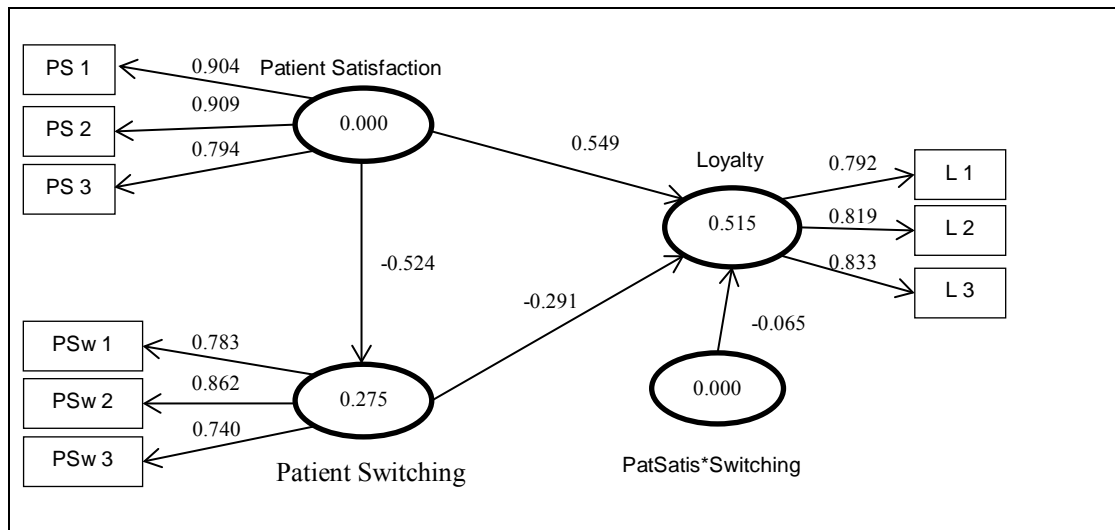 PS 1
0.904
Patient Satisfaction
PS 2
0.909
0.000
PS 3
0.794
0.549
Loyalty
0.792
L 1
0.515
0.819
L 2
0.833
L 3
-0.524
-0.291
-0.065
PSw 1
0.783
PSw 2
0.862
0.275
0.000
PSw 3
0.740
Patient Switching
PatSatis*Switching